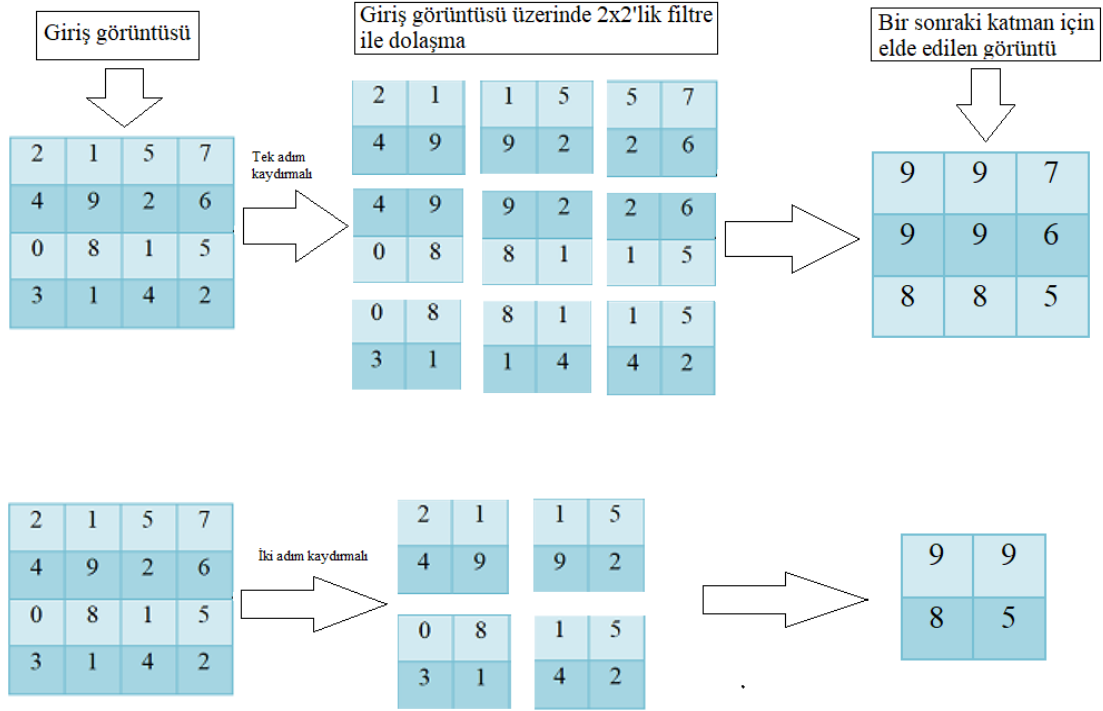 Giriş görüntüsü
Giriş görüntüsü üzerinde 2x2'lik filtre
ile dolaşma
Bir sonraki katman için
elde edilen görüntü
2 1 5 7
4 9 2 6
0 8 1 5
3 1 4 2
Tek adım
kaydırmalı
2 1 1 5 5 7
4 9 9 2 2 6
4 9 9 2 2 6
0 8 8 1 1 5
0 8 8 1 1 5
3 1 1 4 4 2
9 9 7
9 9 6
8 8 5
2 1 5 7
4 9 2 6
0 8 1 5
3 1 4 2
İki adım kaydırmalı
2 1 1 5
4 9 9 2
0 8 1 5
3 1 4 2
9 9
8 5